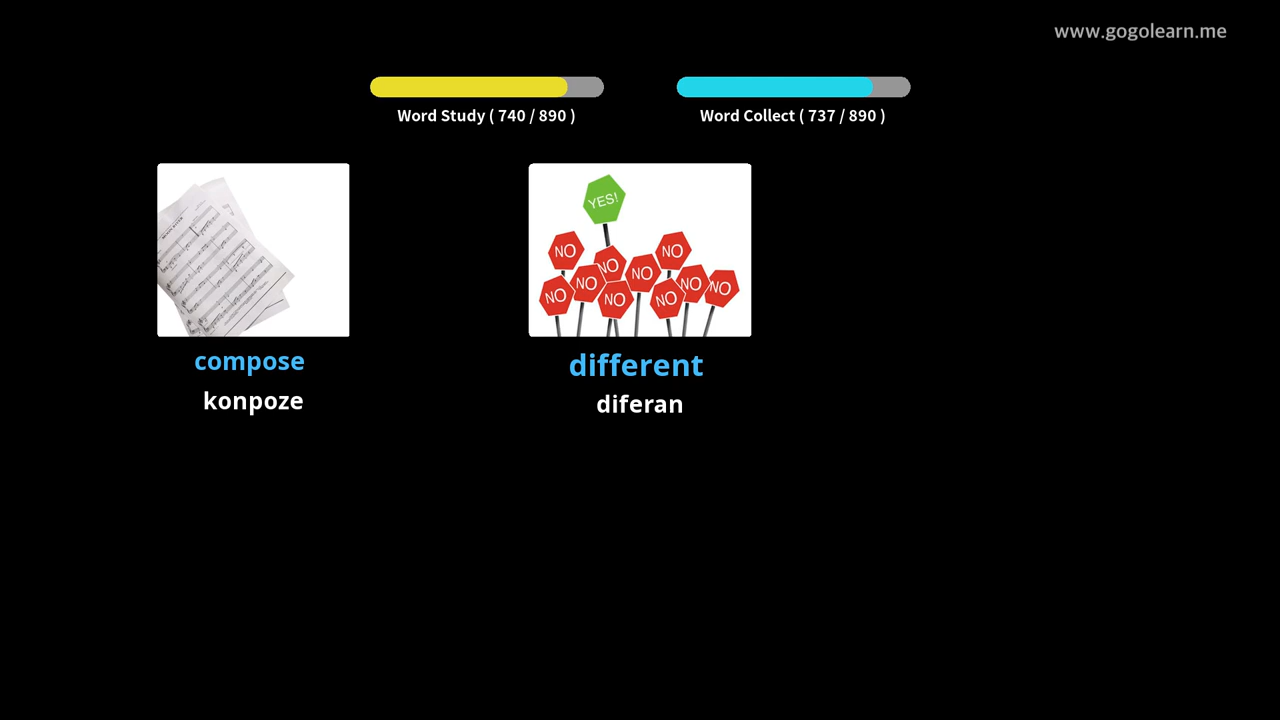 www.gogolearn.me
Word Study ( 740 / 890 )
Word Collect ( 737 / 890 )
YES!
NO
NO
NO
NO
NO
NO
NO
NO
NO
NO
compose
different
konpoze
diferan